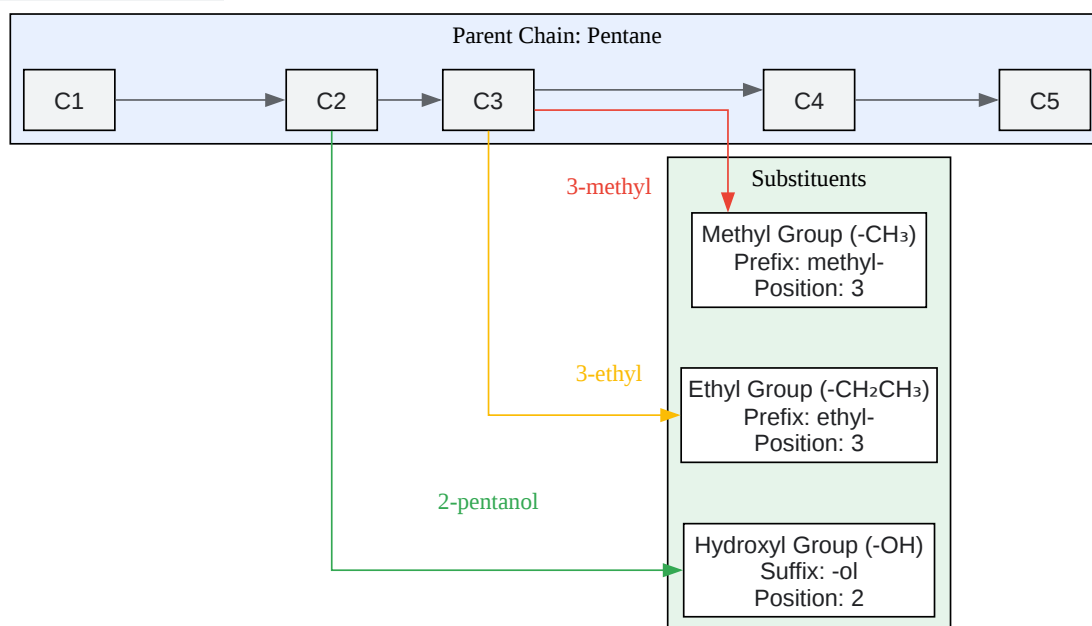 Parent Chain: Pentane
C1
C2
C3
C4
C5
3-methyl
Substituents
Methyl Group (-CH₃)
Prefix: methyl-
Position: 3
3-ethyl
Ethyl Group (-CH₂CH₃)
Prefix: ethyl-
Position: 3
2-pentanol
Hydroxyl Group (-OH)
Suffix: -ol
Position: 2